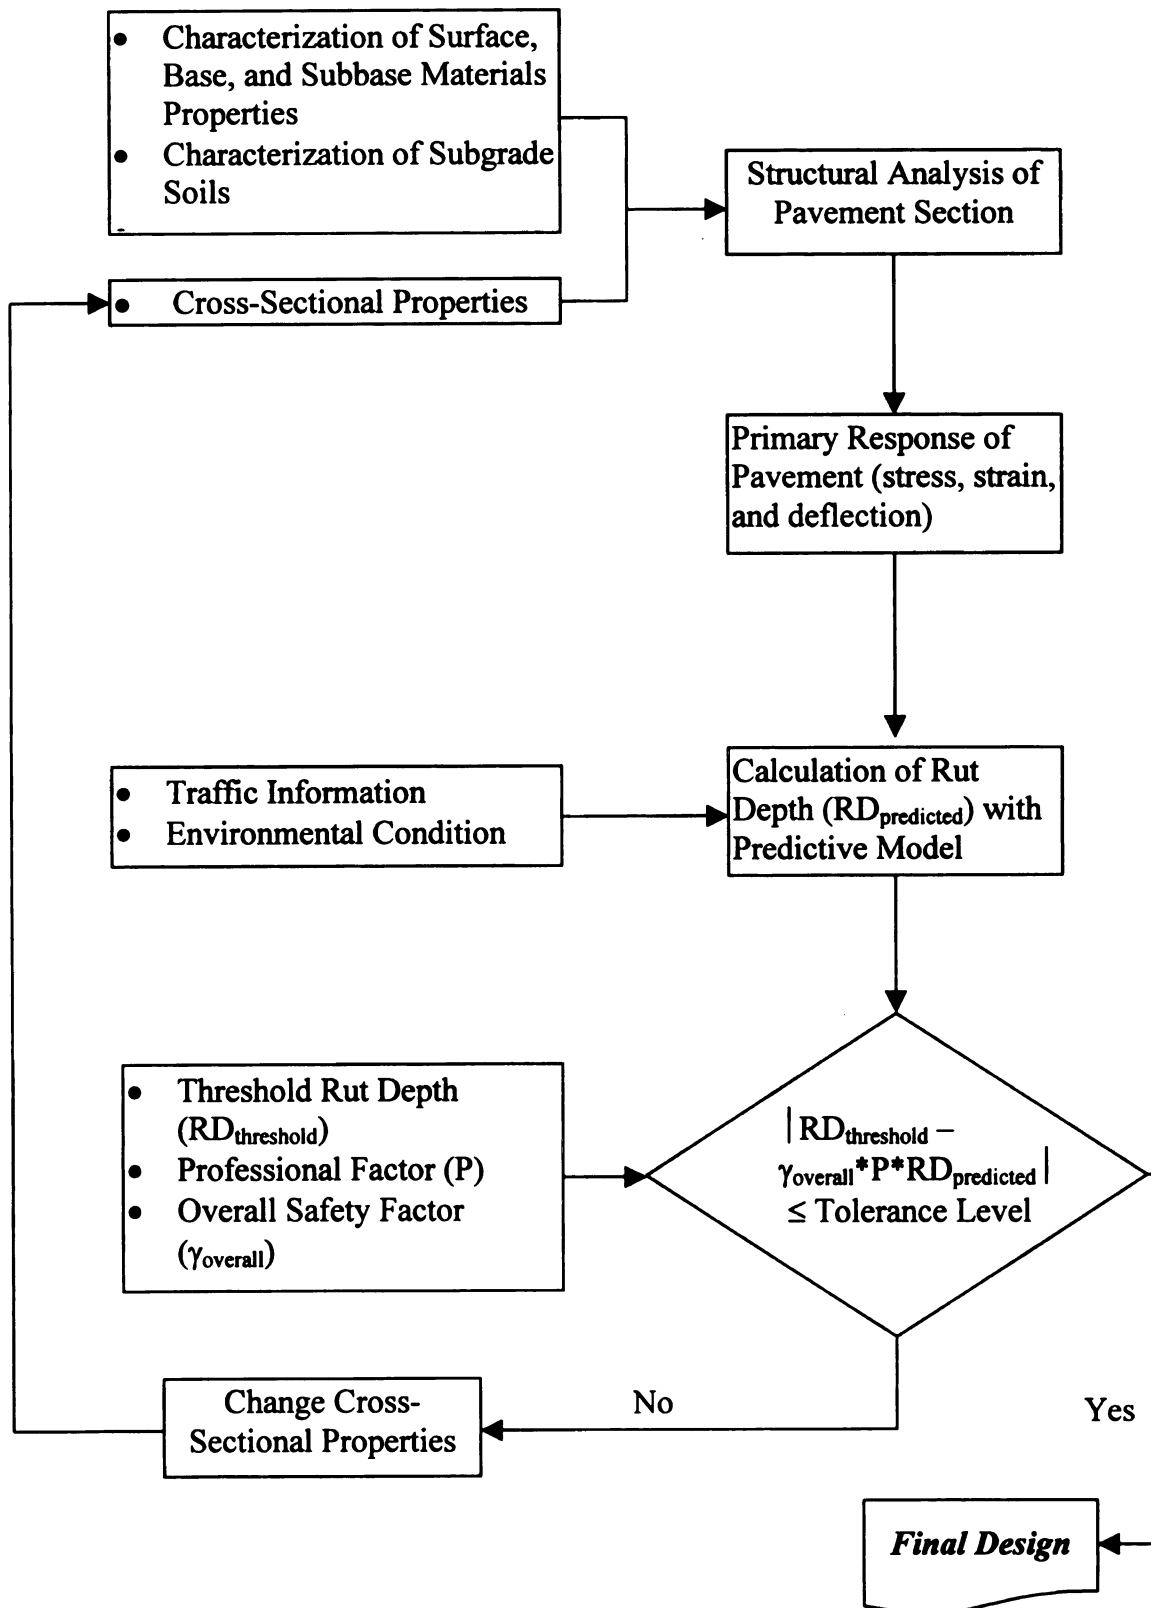 • Characterization of Surface,
Base, and Subbase Materials
Properties
• Characterization of Subgrade
Soils
Structural Analysis of
Pavement Section
• Cross-Sectional Properties
Primary Response of
Pavement (stress, strain,
and deflection)
• Traffic Information
• Environmental Condition
Calculation of Rut
Depth (RDpredicted) with
Predictive Model
• Threshold Rut Depth
(RDthreshold)
• Professional Factor (P)
• Overall Safety Factor
(γoverall)
|RDthreshold –
γoverall*P*RDpredicted|
≤ Tolerance Level
Change Cross-
Sectional Properties
No
Yes
Final Design